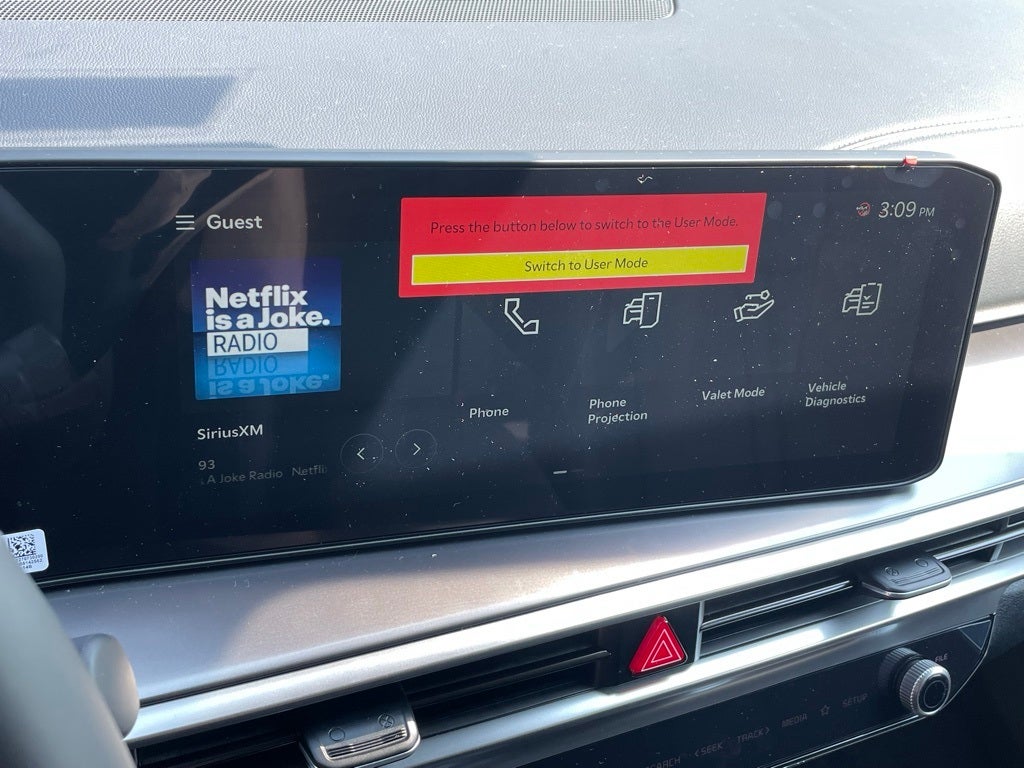 Guest
Press the button below to switch to the User Mode.
Switch to User Mode
3:09 PM
Netflix
is a Joke.
RADIO
Phone
Phone
Projection
Valet Mode
Vehicle
Diagnostics
SiriusXM
93
A Joke Radio
FILE
SETUP
MEDIA
TRACK
SEEK